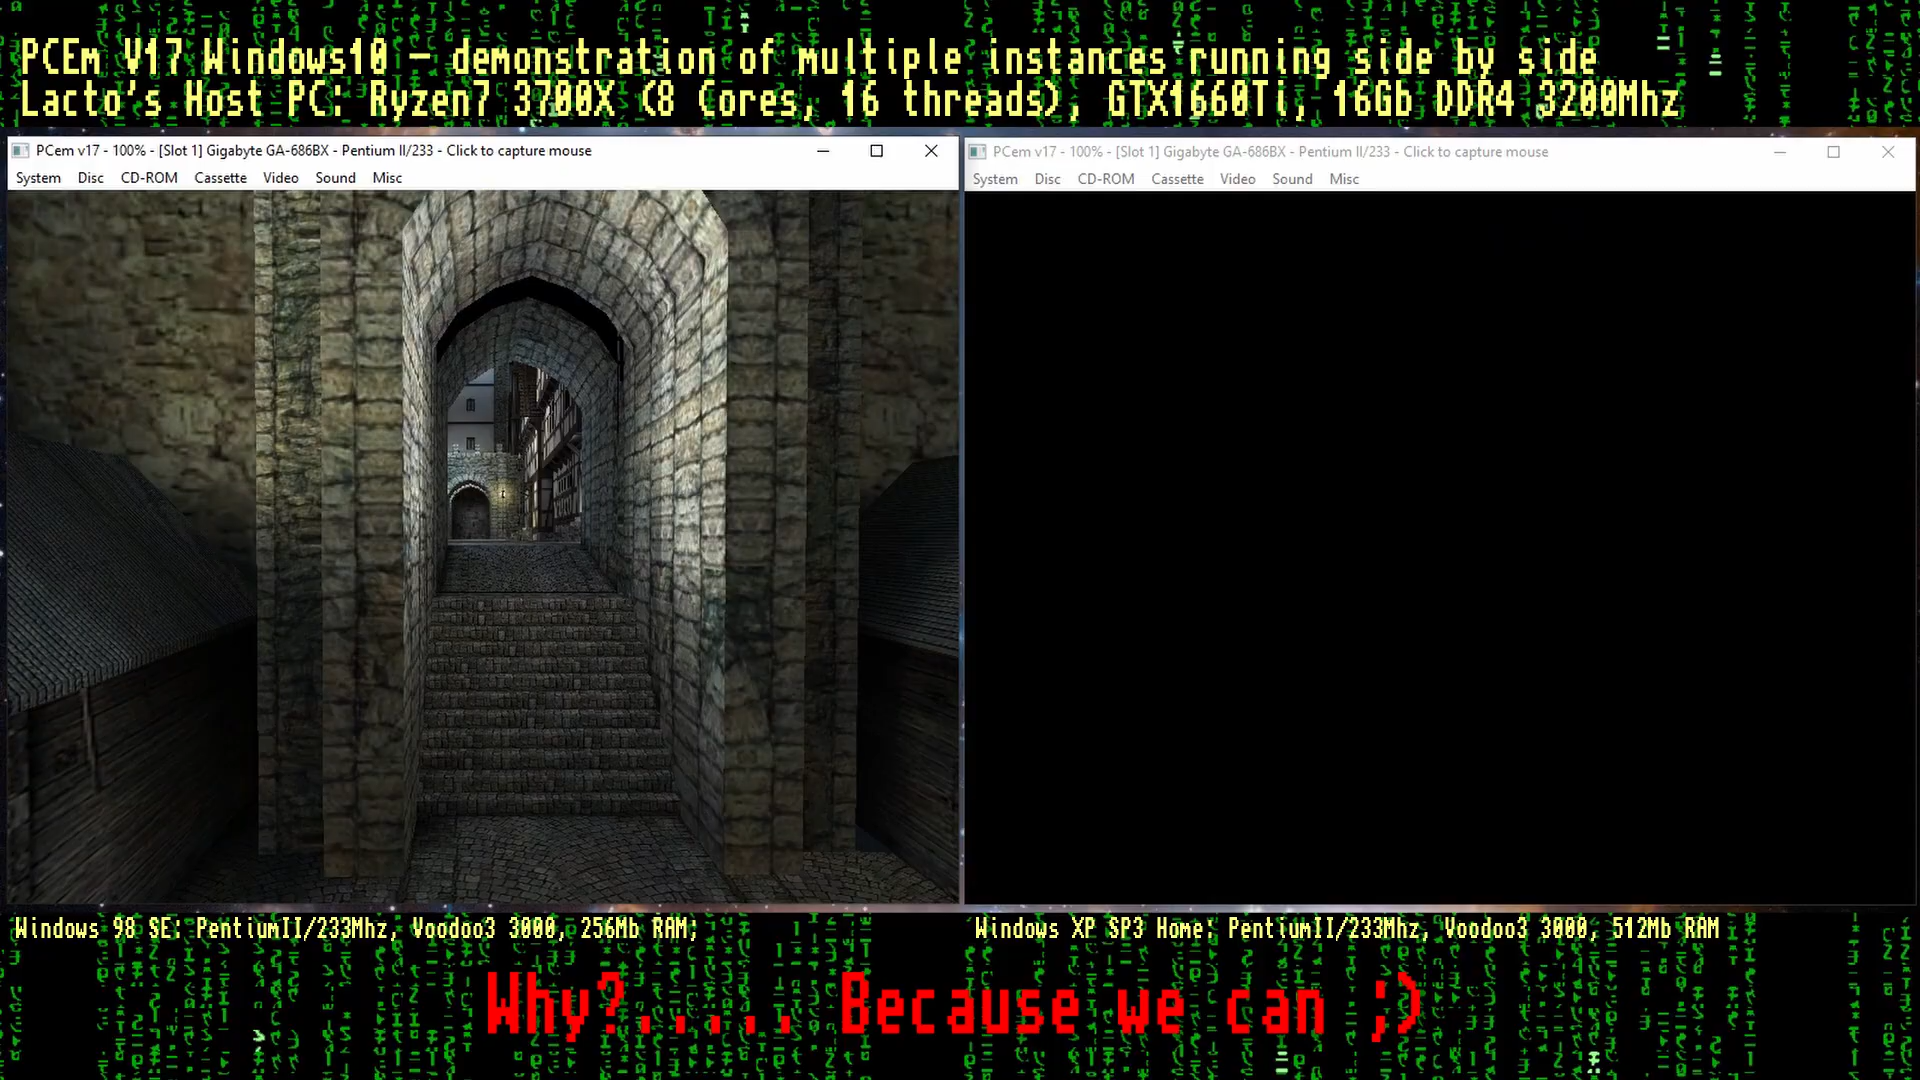 PCEm V17 Windows10 - demonstration of multiple instances running side by side
Lacto's Host PC: Ryzen7 3700X (8 Cores, 16 threads), GTX1660Ti, 16Gb DDR4 3200Mhz
PCem v17 - 100% - [Slot 1] Gigabyte GA-686BX - Pentium II/233 - Click to capture mouse
System Disc CD-ROM Cassette Video Sound Misc
PCem v17 - 100% - [Slot 1] Gigabyte GA-686BX - Pentium II/233 - Click to capture mouse
System Disc CD-ROM Cassette Video Sound Misc
Windows 98 SE: PentiumII/233Mhz, Voodoo3 3000, 256Mb RAM;
Windows XP SP3 Home: PentiumII/233Mhz, Voodoo3 3000, 512Mb RAM
Why?..... Because we can ;)